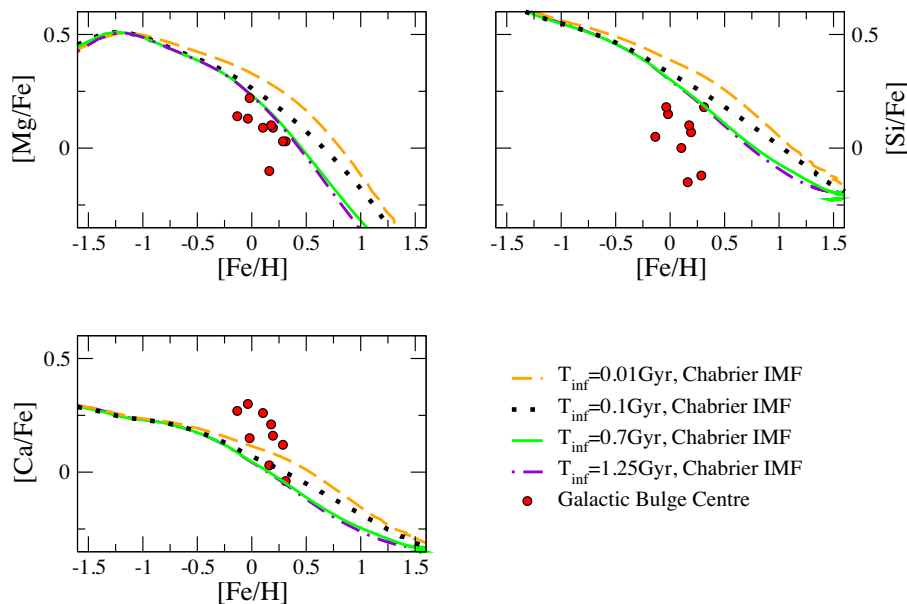 0.5
0
[Mg/Fe]
-1.5 -1 -0.5 0 0.5 1 1.5
[Fe/H]
0.5
0
[Si/Fe]
-1.5 -1 -0.5 0 0.5 1 1.5
[Fe/H]
0.5
0
[Ca/Fe]
-1.5 -1 -0.5 0 0.5 1 1.5
[Fe/H]
T_inf=0.01Gyr, Chabrier IMF
T_inf=0.1Gyr, Chabrier IMF
T_inf=0.7Gyr, Chabrier IMF
T_inf=1.25Gyr, Chabrier IMF
Galactic Bulge Centre